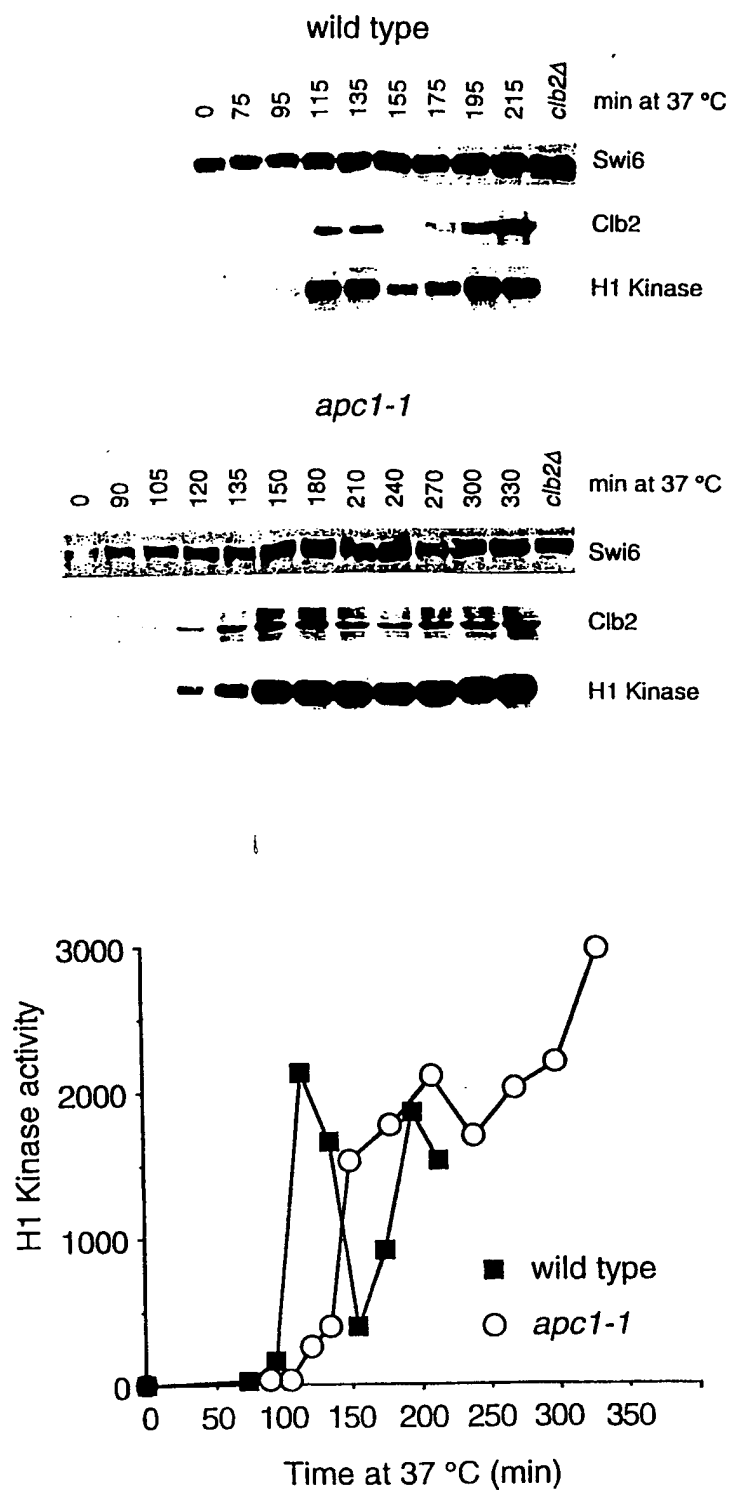 wild type
0 75 95 115 135 155 175 195 215 clb2Δ min at 37 °C
Swi6
Clb2
H1 Kinase
apc1-1
0 90 105 120 135 150 180 210 240 270 300 330 clb2Δ min at 37 °C
Swi6
Clb2
H1 Kinase
3000
2000
1000
0
H1 Kinase activity
wild type
apc1-1
0 50 100 150 200 250 300 350
Time at 37 °C (min)